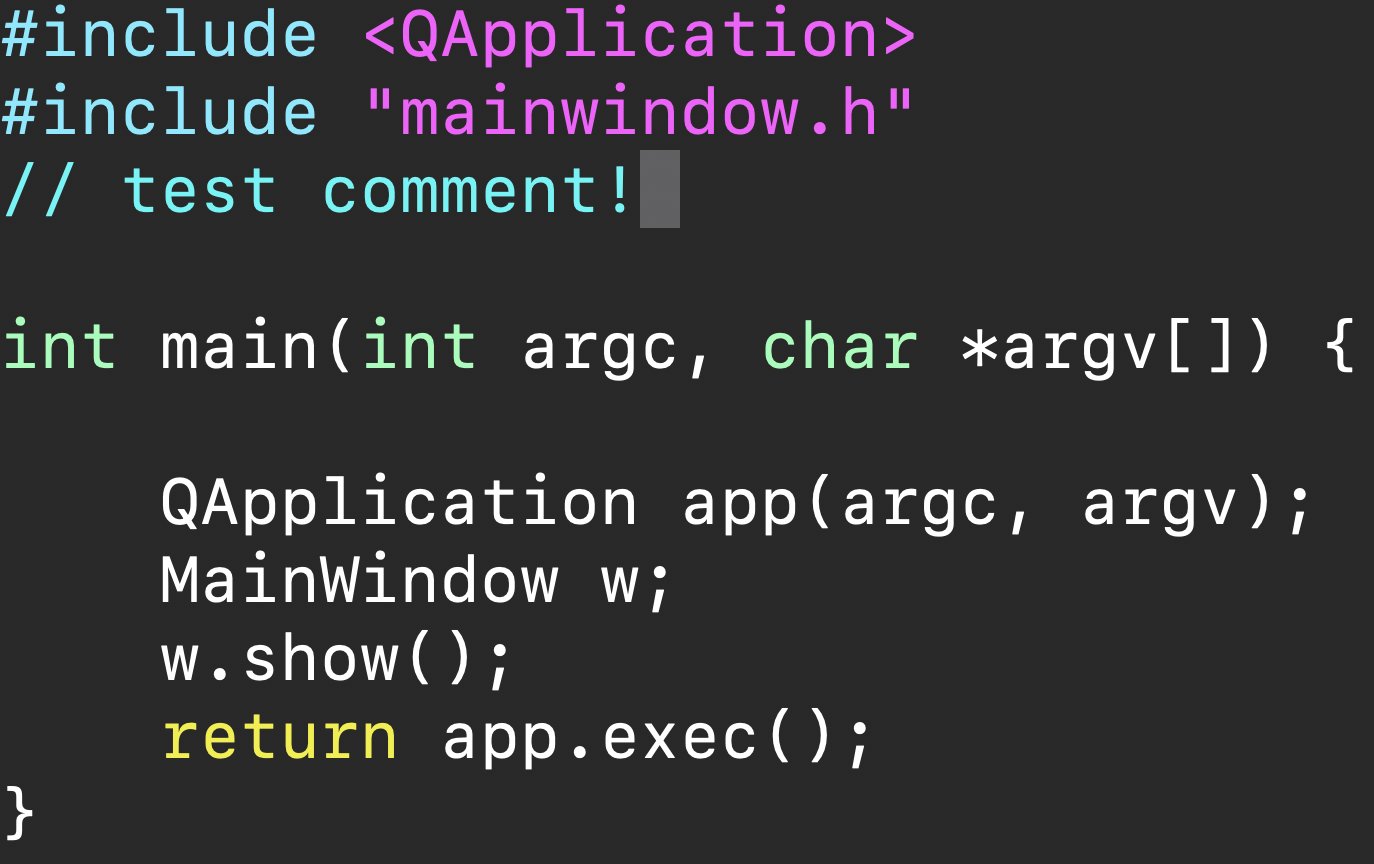 #include <QApplication>
#include "mainwindow.h"
// test comment!
int main(int argc, char *argv[]) {
    QApplication app(argc, argv);
    MainWindow w;
    w.show();
    return app.exec();
}